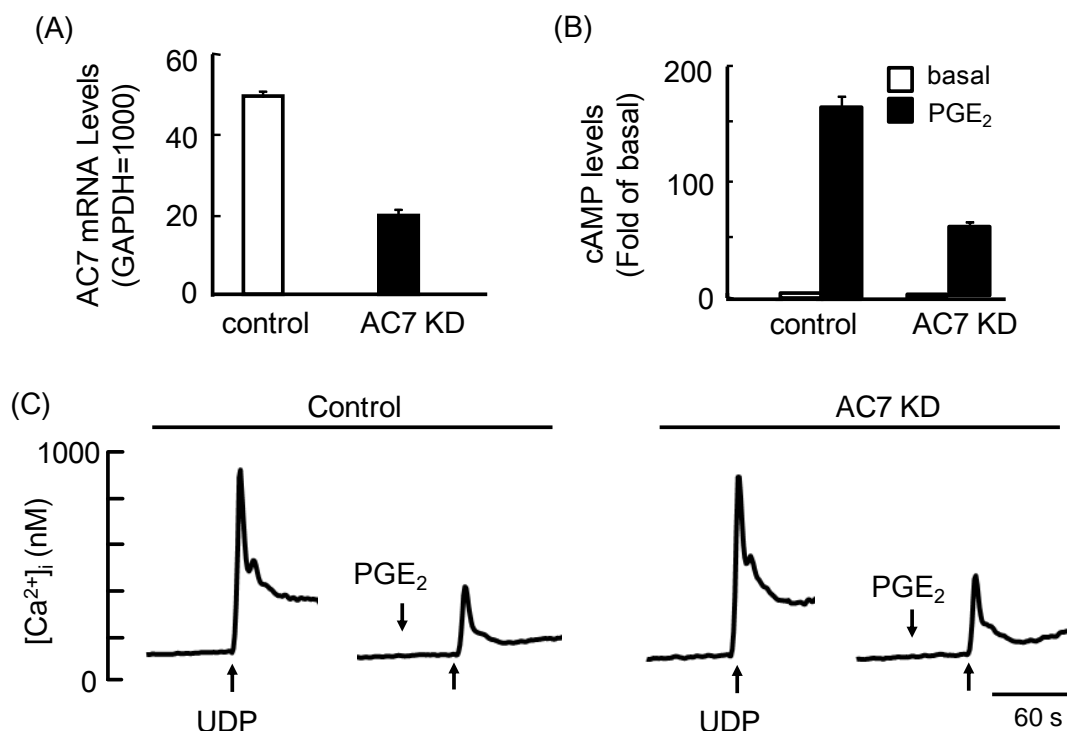 (A)
AC7 mRNA Levels
(GAPDH=1000)
60
40
20
0
control
AC7 KD
(B)
cAMP levels
(Fold of basal)
200
100
0
basal
PGE₂
control
AC7 KD
(C)
Control
AC7 KD
[Ca²⁺]ᵢ (nM)
1000
0
PGE₂
UDP
PGE₂
UDP
60 s